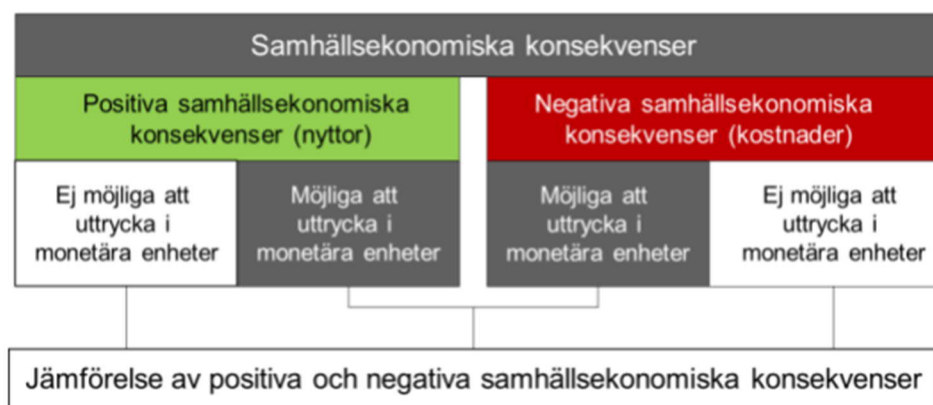 Samhällsekonomiska konsekvenser
Positiva samhällsekonomiska
konsekvenser (nyttor)
Negativa samhällsekonomiska
konsekvenser (kostnader)
Ej möjliga att
uttrycka i
monetära enheter
Möjliga att
uttrycka i
monetära enheter
Möjliga att
uttrycka i
monetära enheter
Ej möjliga att
uttrycka i
monetära enheter
Jämförelse av positiva och negativa samhällsekonomiska konsekvenser